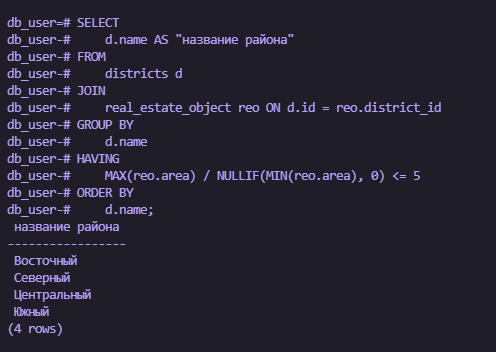 db_user=# SELECT
db_user-#     d.name AS "название района"
db_user-# FROM
db_user-#     districts d
db_user-# JOIN
db_user-#     real_estate_object reo ON d.id = reo.district_id
db_user-# GROUP BY
db_user-#     d.name
db_user-# HAVING
db_user-#     MAX(reo.area) / NULLIF(MIN(reo.area), 0) <= 5
db_user-# ORDER BY
db_user-#     d.name;
 название района
-----------------
 Восточный
 Северный
 Центральный
 Южный
(4 rows)